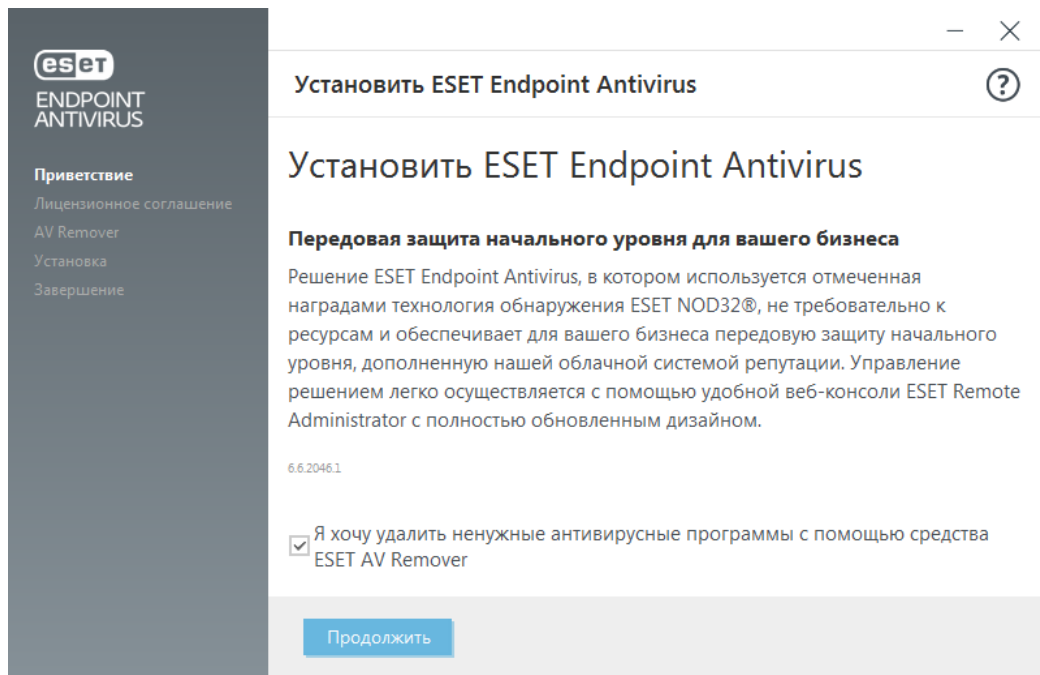 eset
ENDPOINT
ANTIVIRUS
Приветствие
Лицензионное соглашение
AV Remover
Установка
Завершение
Установить ESET Endpoint Antivirus
?
Установить ESET Endpoint Antivirus
Передовая защита начального уровня для вашего бизнеса
Решение ESET Endpoint Antivirus, в котором используется отмеченная
наградами технология обнаружения ESET NOD32®, не требовательно к
ресурсам и обеспечивает для вашего бизнеса передовую защиту начального
уровня, дополненную нашей облачной системой репутации. Управление
решением легко осуществляется с помощью удобной веб-консоли ESET Remote
Administrator с полностью обновленным дизайном.
6.6.2046.1
Я хочу удалить ненужные антивирусные программы с помощью средства
ESET AV Remover
Продолжить